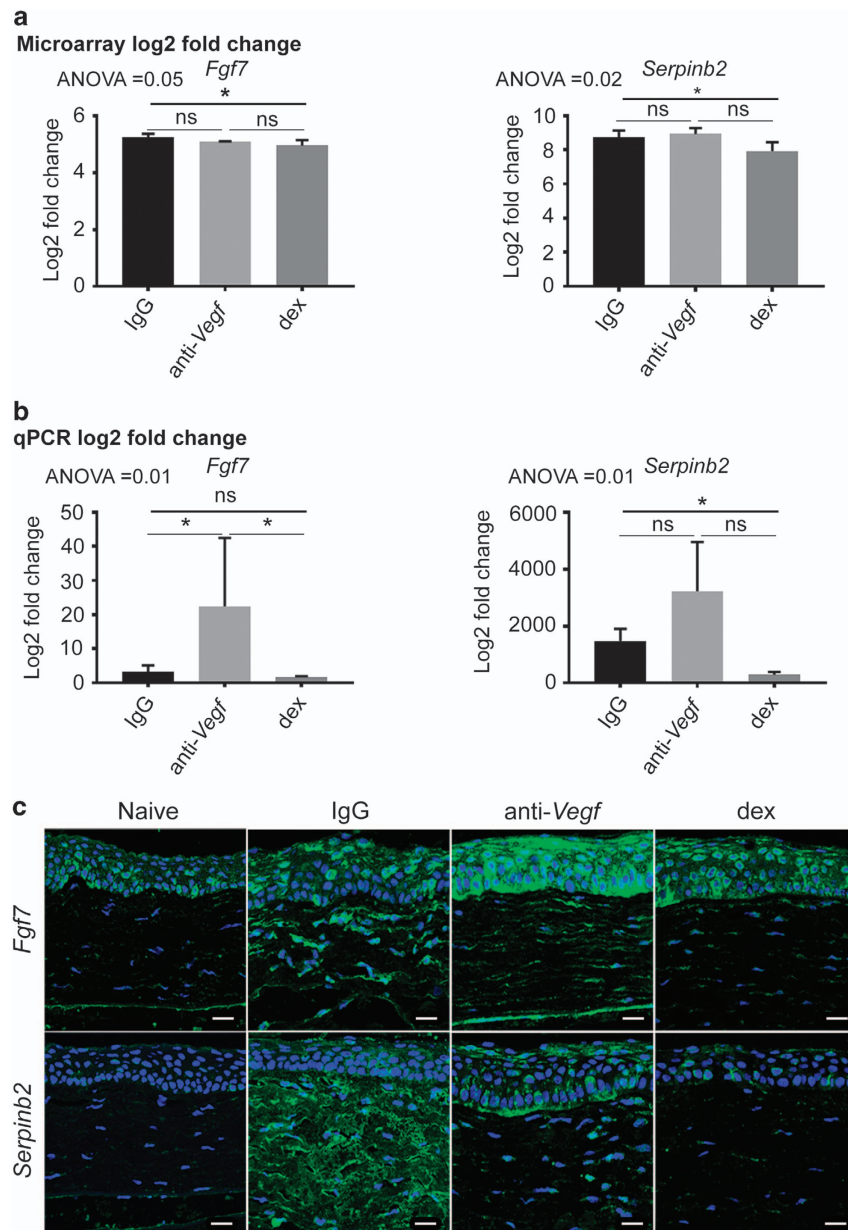 a
Microarray log2 fold change
Fgf7
ANOVA =0.05
*
ns
ns
6
4
2
0
Log2 fold change
IgG
anti-Vegf
dex
Serpinb2
ANOVA =0.02
*
ns
ns
10
8
6
4
2
0
Log2 fold change
IgG
anti-Vegf
dex
b
qPCR log2 fold change
Fgf7
ANOVA =0.01
ns
*
*
50
40
30
20
10
0
Log2 fold change
IgG
anti-Vegf
dex
Serpinb2
ANOVA =0.01
*
ns
ns
6000
4000
2000
0
Log2 fold change
IgG
anti-Vegf
dex
c
Naive
IgG
anti-Vegf
dex
Fgf7
Serpinb2